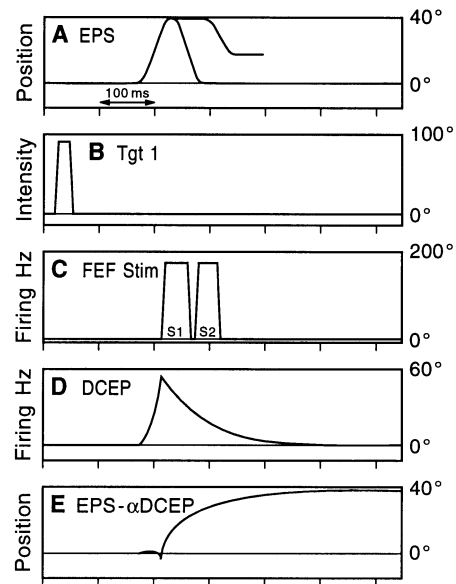 A EPS
40°
0°
Position
100 ms
B Tgt 1
100°
0°
Intensity
C FEF Stim
200°
0°
Firing Hz
S1 S2
D DCEP
60°
0°
Firing Hz
E EPS-αDCEP
40°
0°
Position